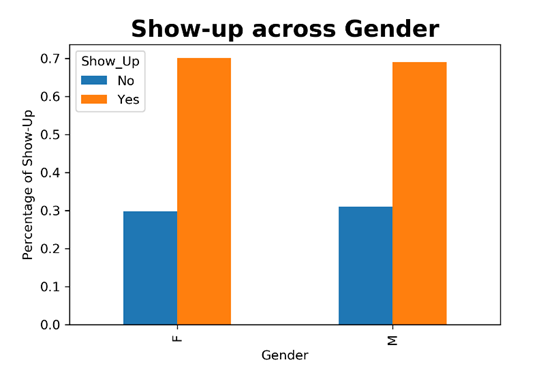 Show-up across Gender
Show_Up
No
Yes
0.7
0.6
0.5
0.4
0.3
0.2
0.1
0.0
Percentage of Show-Up
F
M
Gender